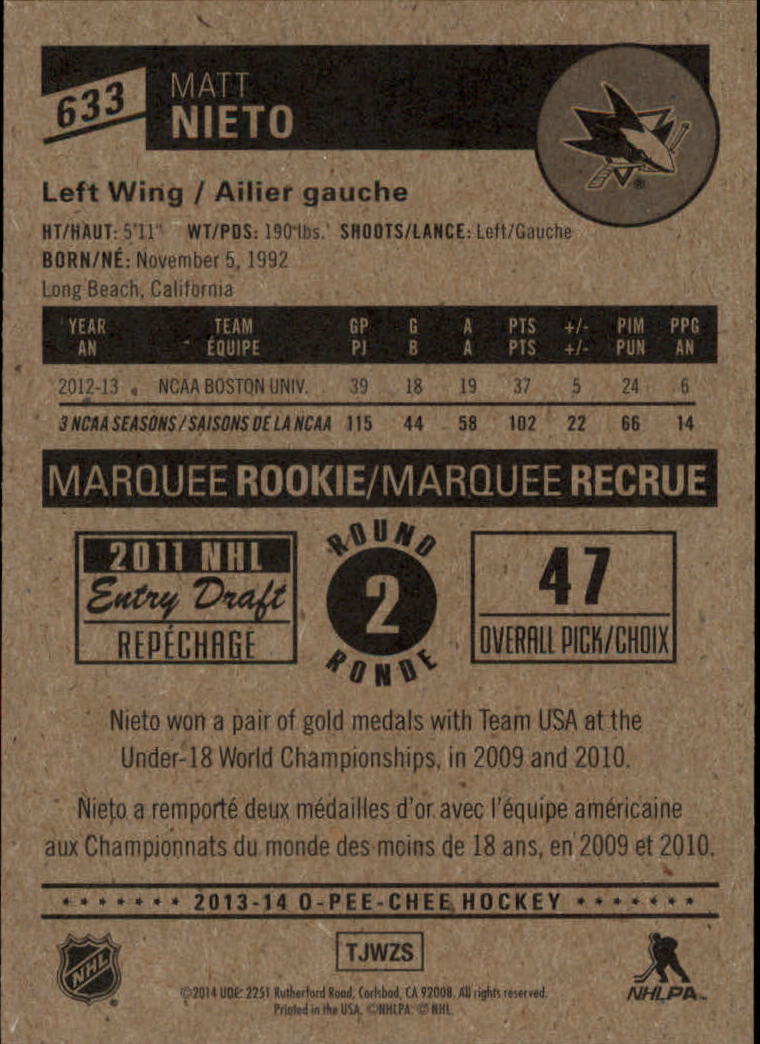 633
MATT
NIETO
Left Wing / Ailier gauche
HT/HAUT: 5'11" WT/PDS: 190 lbs. SHOOTS/LANCE: Left/Gauche
BORN/NÉ: November 5, 1992
Long Beach, California
YEAR TEAM GP G A PTS +/- PIM PPG
AN ÉQUIPE PJ B A PTS +/- PUN AN
2012-13 NCAA BOSTON UNIV. 39 18 19 37 5 24 6
3 NCAA SEASONS/SAISONS DE LA NCAA 115 44 58 102 22 66 14
MARQUEE ROOKIE/MARQUEE RECRUE
2011 NHL
Entry Draft
REPÉCHAGE
ROUND
2
RONDE
47
OVERALL PICK/CHOIX
Nieto won a pair of gold medals with Team USA at the
Under-18 World Championships, in 2009 and 2010.
Nieto a remporté deux médailles d'or avec l'équipe américaine
aux Championnats du monde des moins de 18 ans, en 2009 et 2010.
2013-14 O-PEE-CHEE HOCKEY
NHL
TJWZS
NHLPA
©2014 UDC 2251 Rutherford Road, Carlsbad, CA 92008. All rights reserved.
Printed in the USA. ©NHLPA © NHL